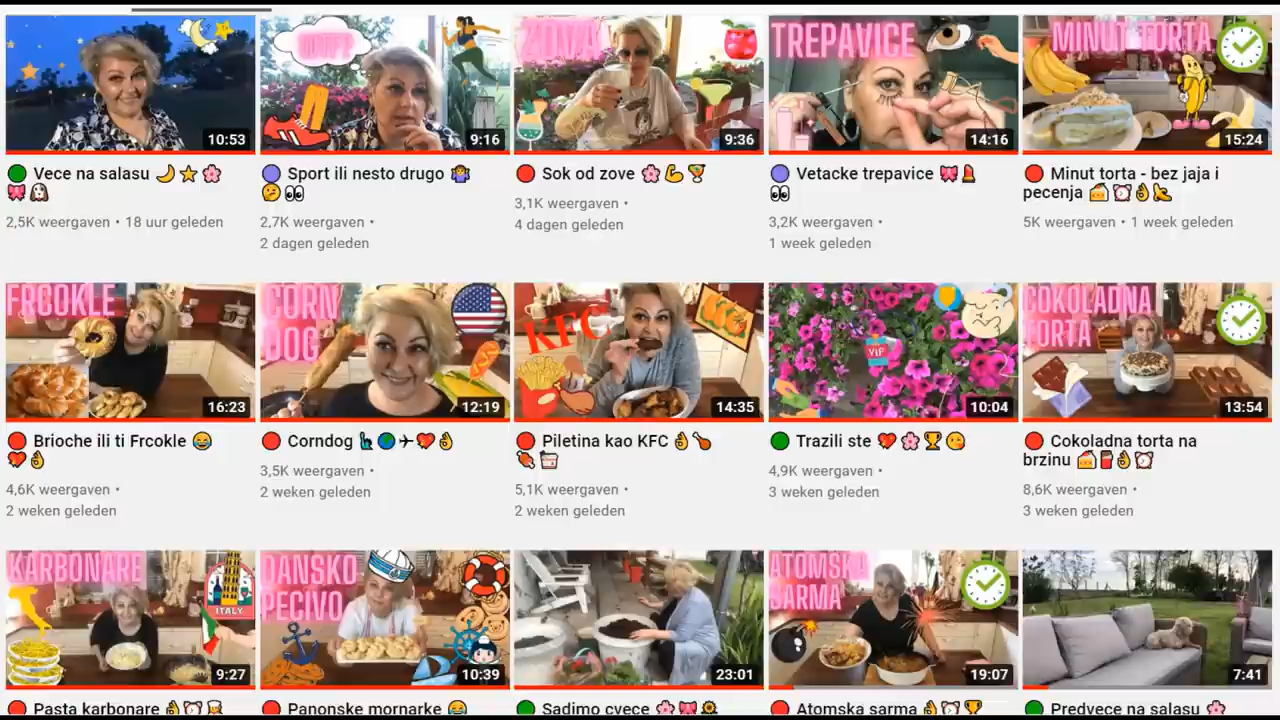 10:53
9:16
ZOVA
9:36
TREPAVICE
14:16
MINUT TORTA
15:24
Vece na salasu
2,5K weergaven • 18 uur geleden
Sport ili nesto drugo
2,7K weergaven •
2 dagen geleden
Sok od zove
3,1K weergaven •
4 dagen geleden
Vetacke trepavice
3,2K weergaven •
1 week geleden
Minut torta - bez jaja i
pecenja
5K weergaven • 1 week geleden
FRCOKLE
16:23
CORN
DOG
12:19
KFC
14:35
VIP
10:04
COKOLADNA
TORTA
13:54
Brioche ili ti Frcokle
4,6K weergaven •
2 weken geleden
Corndog
3,5K weergaven •
2 weken geleden
Piletina kao KFC
5,1K weergaven •
2 weken geleden
Trazili ste
4,9K weergaven •
3 weken geleden
Cokoladna torta na
brzinu
8,6K weergaven •
3 weken geleden
KARBONARE
ITALY
9:27
DANSKO
PECIVO
10:39
23:01
ATOMSKA
SARMA
19:07
7:41
Pasta karbonare
Panonske mornarke
Sadimo cvece
Atomska sarma
Predvece na salasu